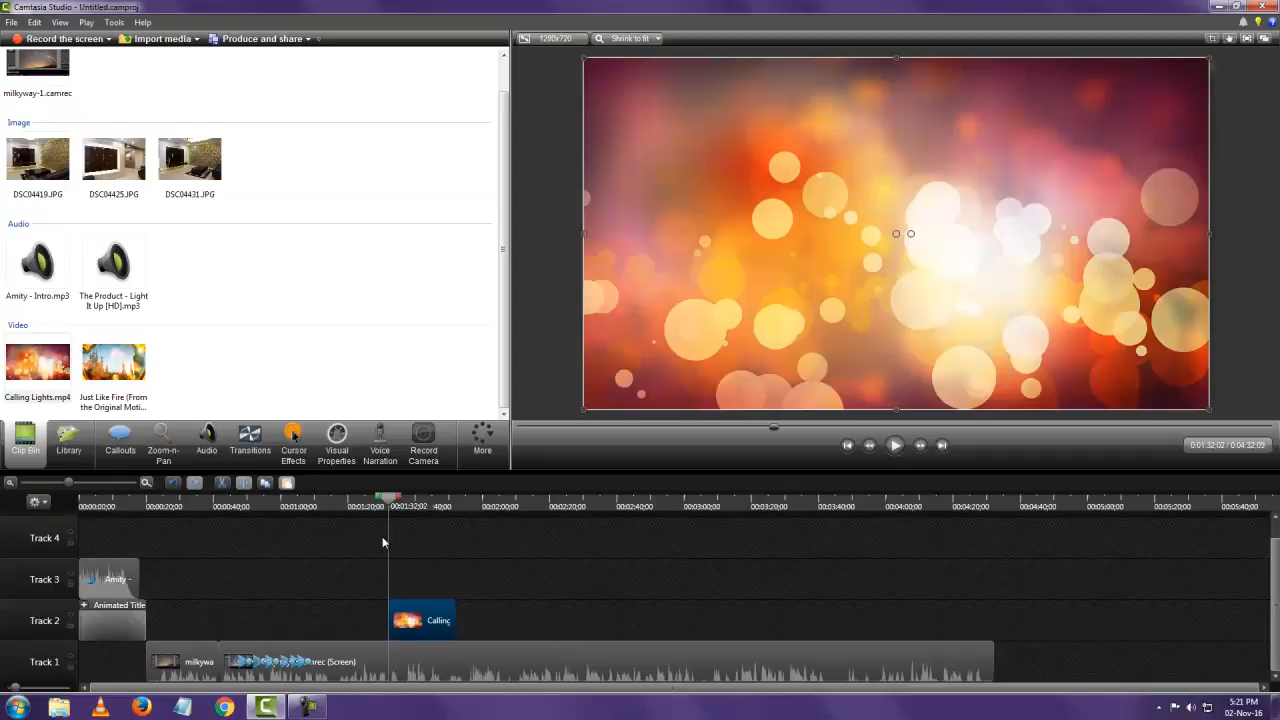 Camtasia Studio - Untitled.camproj
File Edit View Play Tools Help
Record the screen Import media Produce and share
1280x720 Shrink to fit
milkyway-1.camrec
Image
DSC04419.JPG DSC04425.JPG DSC04431.JPG
Audio
Amity - Intro.mp3 The Product - Light
It Up [HD].mp3
Video
Calling Lights.mp4 Just Like Fire (From
the Original Moti...
Clip Bin Library Callouts Zoom-n-
Pan Audio Transitions Cursor
Effects Visual
Properties Voice
Narration Record
Camera More
0:01:32;02 / 0:04:32;09
00:00:00;00 00:00:20;00 00:00:40;00 00:01:00;00 00:01:20;00 00:01:32;02 :40;00 00:02:00;00 00:02:20;00 00:02:40;00 00:03:00;00 00:03:20;00 00:03:40;00 00:04:00;00 00:04:20;00 00:04:40;00 00:05:00;00 00:05:20;00 00:05:40;00
Track 4
Track 3 Amity -
Animated Title
Track 2 Calling
Track 1 milkywa mrec (Screen)
5:21 PM
02-Nov-16